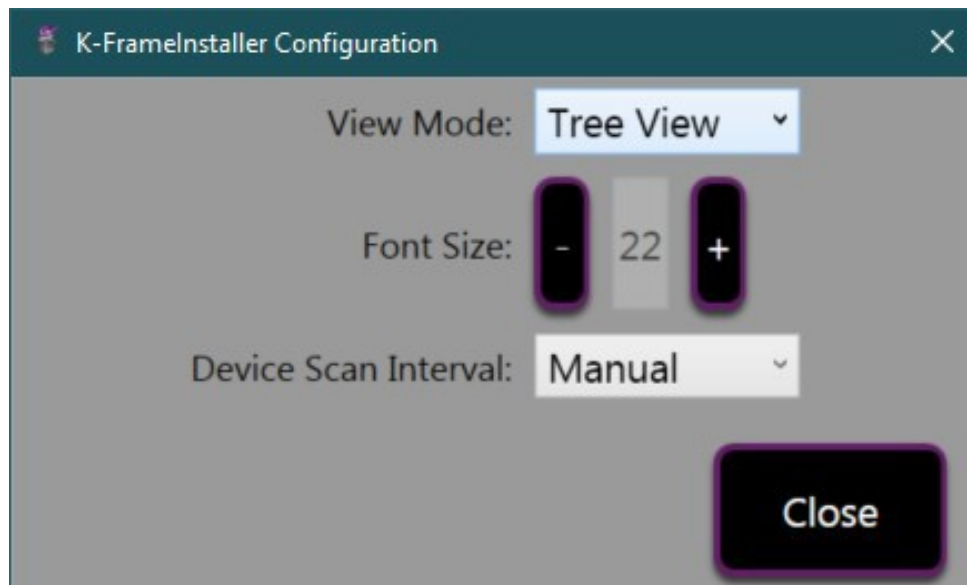 K-FrameInstaller Configuration
View Mode: Tree View
Font Size: - 22 +
Device Scan Interval: Manual
Close